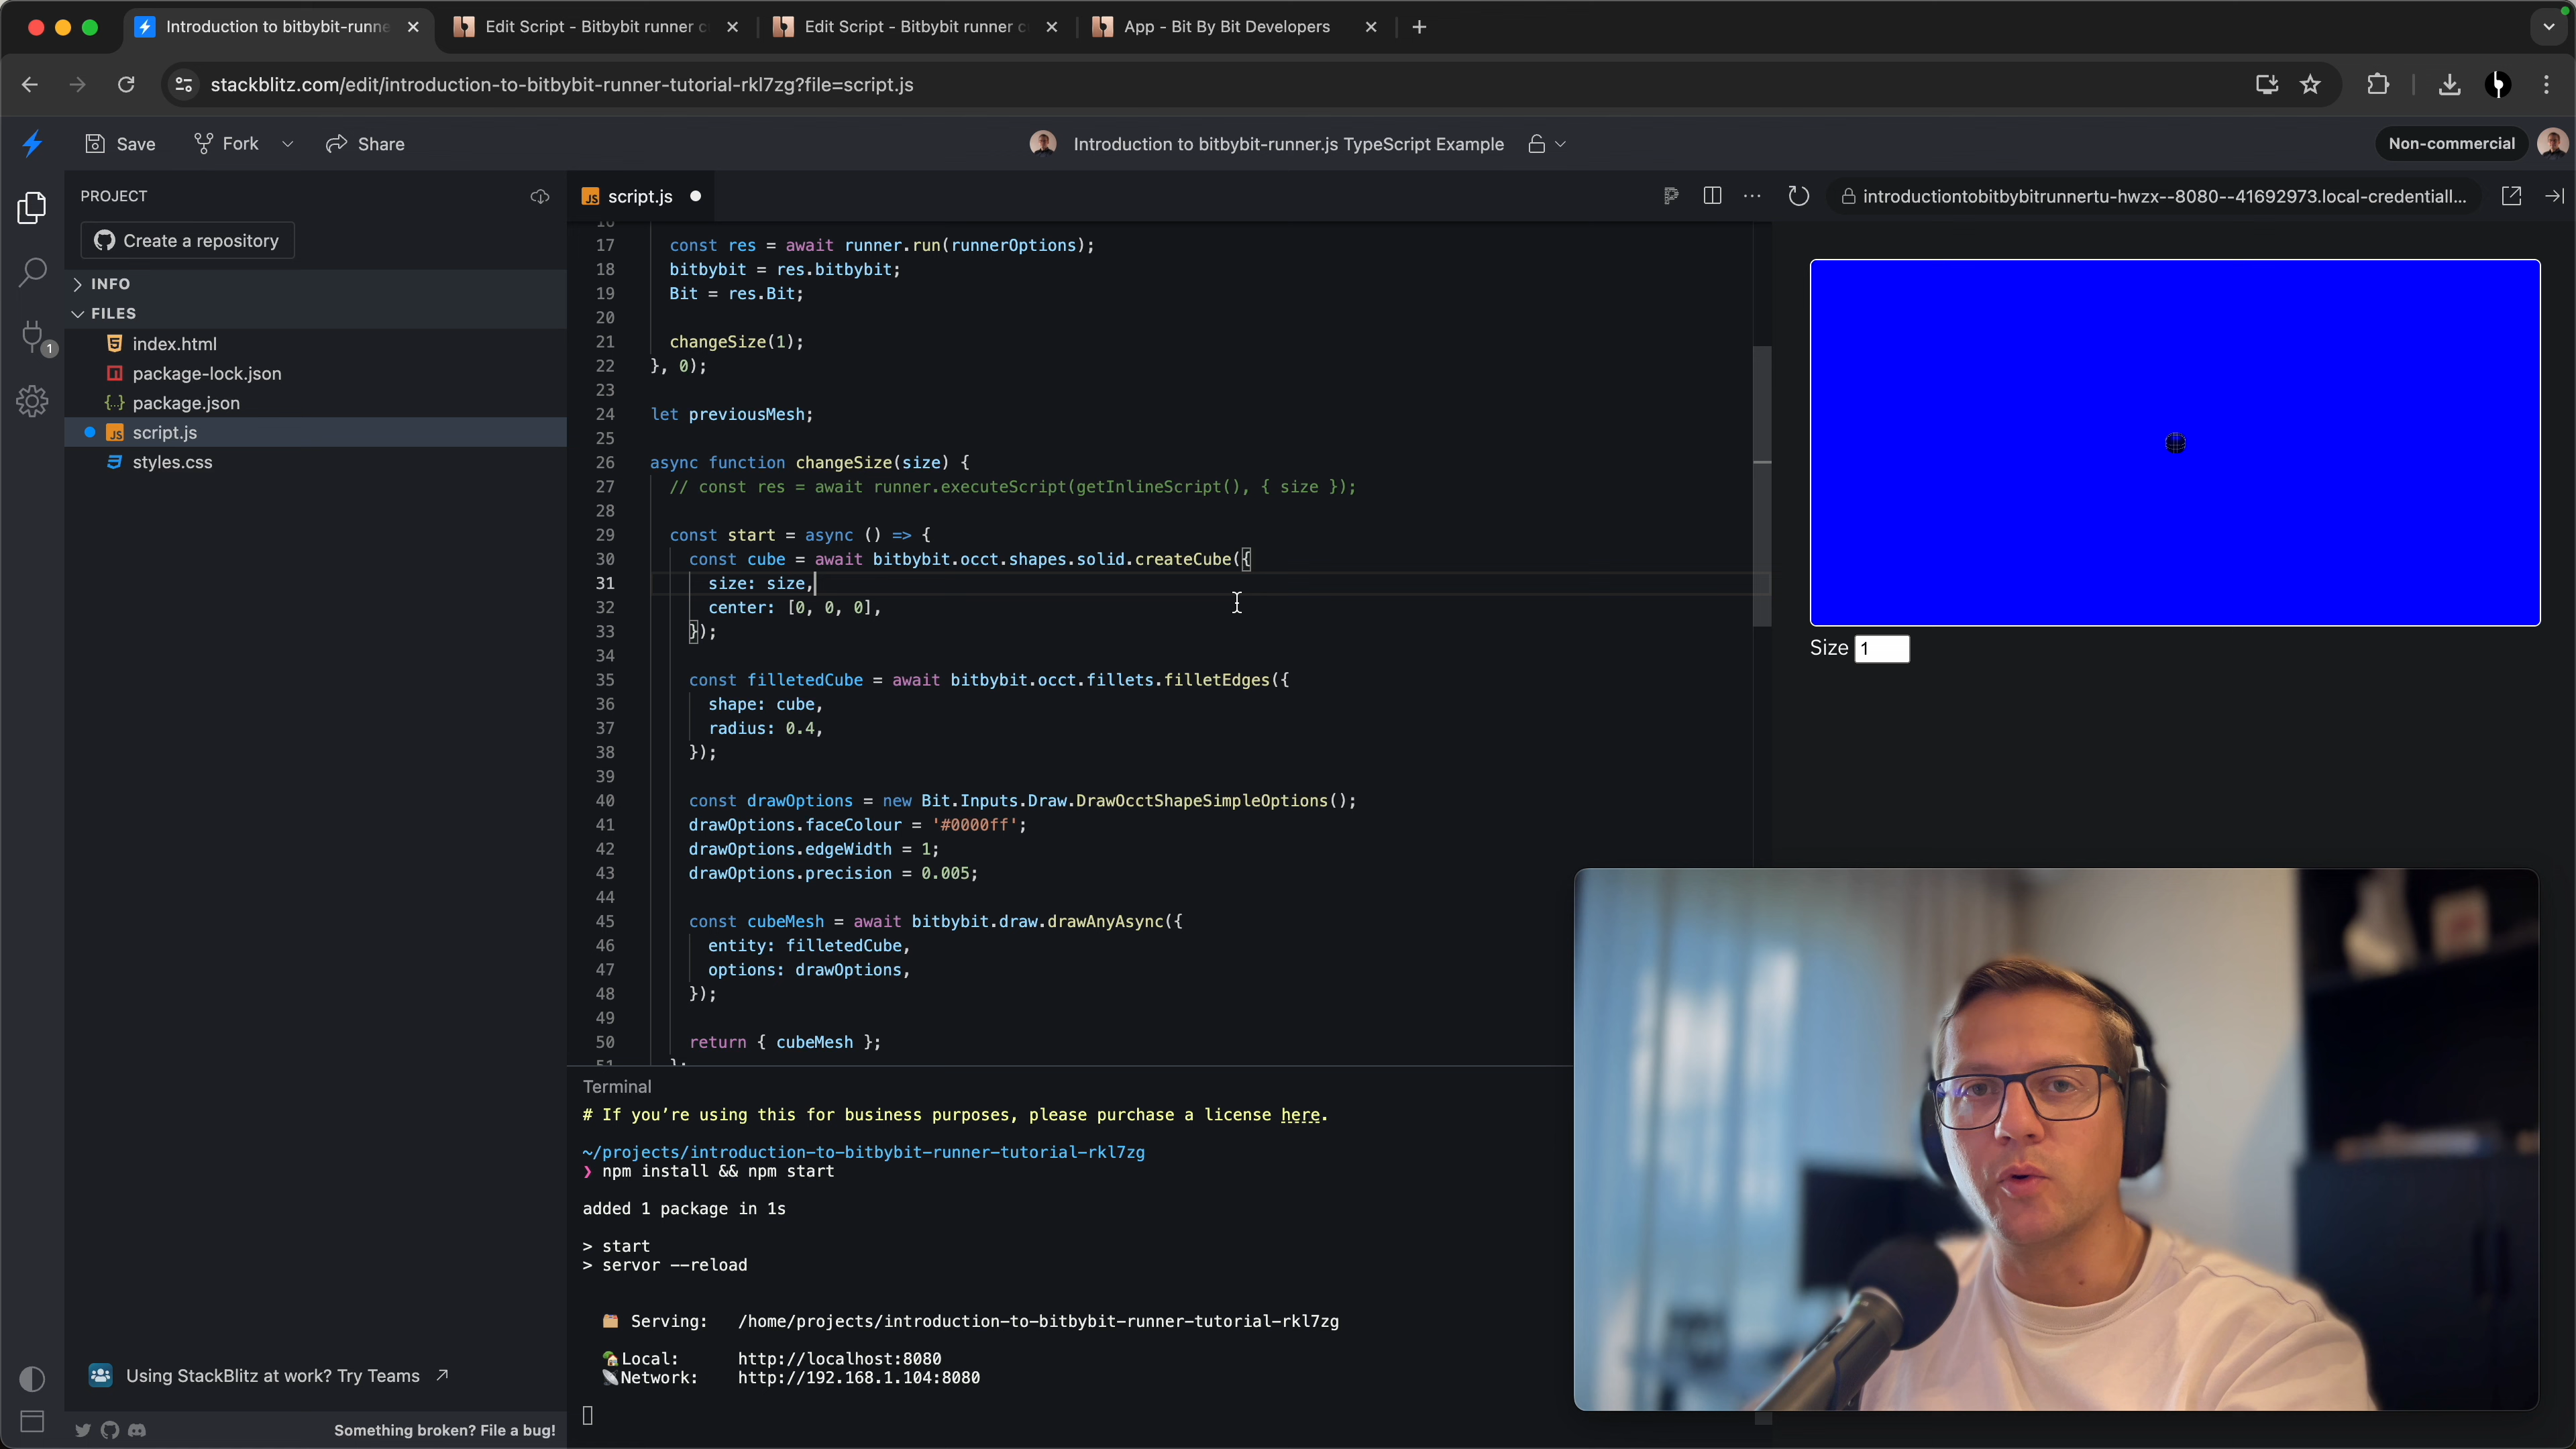 Introduction to bitbybit-runne
Edit Script - Bitbybit runner c
Edit Script - Bitbybit runner c
App - Bit By Bit Developers
stackblitz.com/edit/introduction-to-bitbybit-runner-tutorial-rkl7zg?file=script.js
Save
Fork
Share
Introduction to bitbybit-runner.js TypeScript Example
Non-commercial
PROJECT
Create a repository
INFO
FILES
index.html
package-lock.json
package.json
JS script.js
styles.css
1
Using StackBlitz at work? Try Teams
Something broken? File a bug!
JS script.js
introductiontobitbybitrunnertu-hwzx--8080--41692973.local-credentiall...
16
17 const res = await runner.run(runnerOptions);
18 bitbybit = res.bitbybit;
19 Bit = res.Bit;
20
21 changeSize(1);
22 }, 0);
23
24 let previousMesh;
25
26 async function changeSize(size) {
27 // const res = await runner.executeScript(getInlineScript(), { size });
28
29 const start = async () => {
30 const cube = await bitbybit.occt.shapes.solid.createCube({
31 size: size,
32 center: [0, 0, 0],
33 });
34
35 const filletedCube = await bitbybit.occt.fillets.filletEdges({
36 shape: cube,
37 radius: 0.4,
38 });
39
40 const drawOptions = new Bit.Inputs.Draw.DrawOcctShapeSimpleOptions();
41 drawOptions.faceColour = '#0000ff';
42 drawOptions.edgeWidth = 1;
43 drawOptions.precision = 0.005;
44
45 const cubeMesh = await bitbybit.draw.drawAnyAsync({
46 entity: filletedCube,
47 options: drawOptions,
48 });
49
50 return { cubeMesh };
51 };
Size 1
Terminal
# If you're using this for business purposes, please purchase a license here.
~/projects/introduction-to-bitbybit-runner-tutorial-rkl7zg
❯ npm install && npm start
added 1 package in 1s
> start
> servor --reload
Serving: /home/projects/introduction-to-bitbybit-runner-tutorial-rkl7zg
Local: http://localhost:8080
Network: http://192.168.1.104:8080